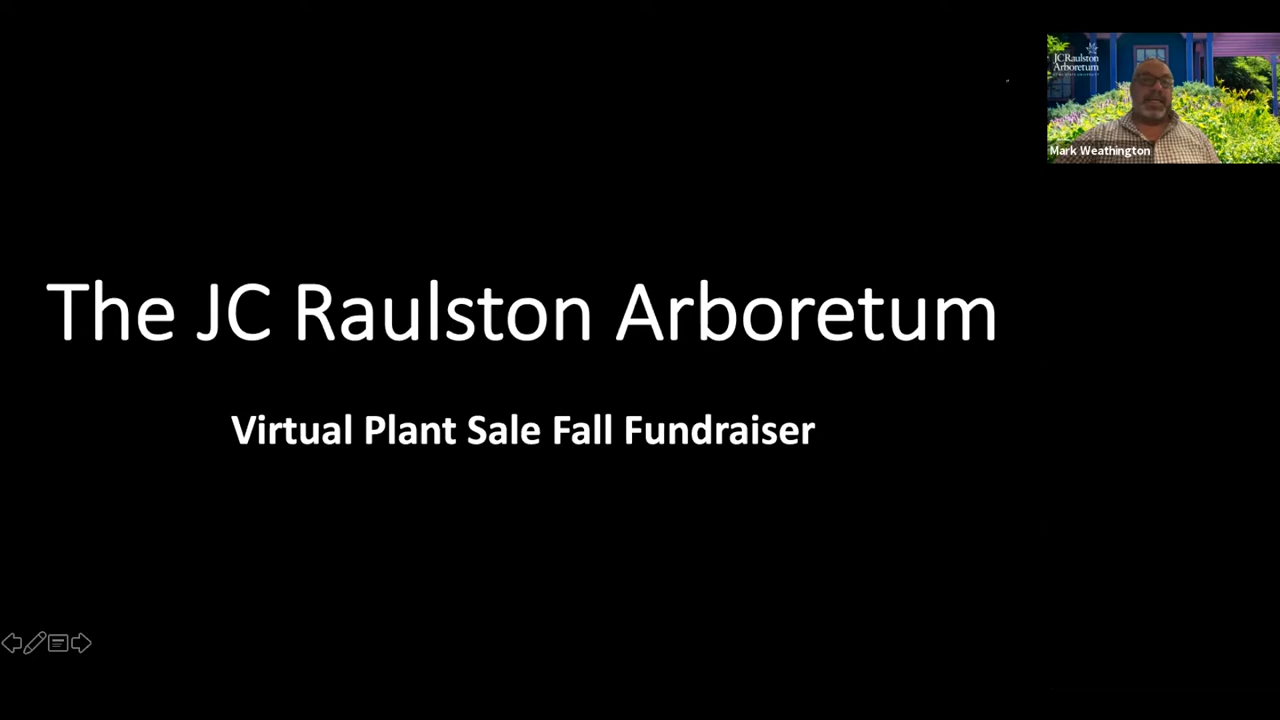 JC Raulston
Arboretum
Mark Weathington
The JC Raulston Arboretum
Virtual Plant Sale Fall Fundraiser